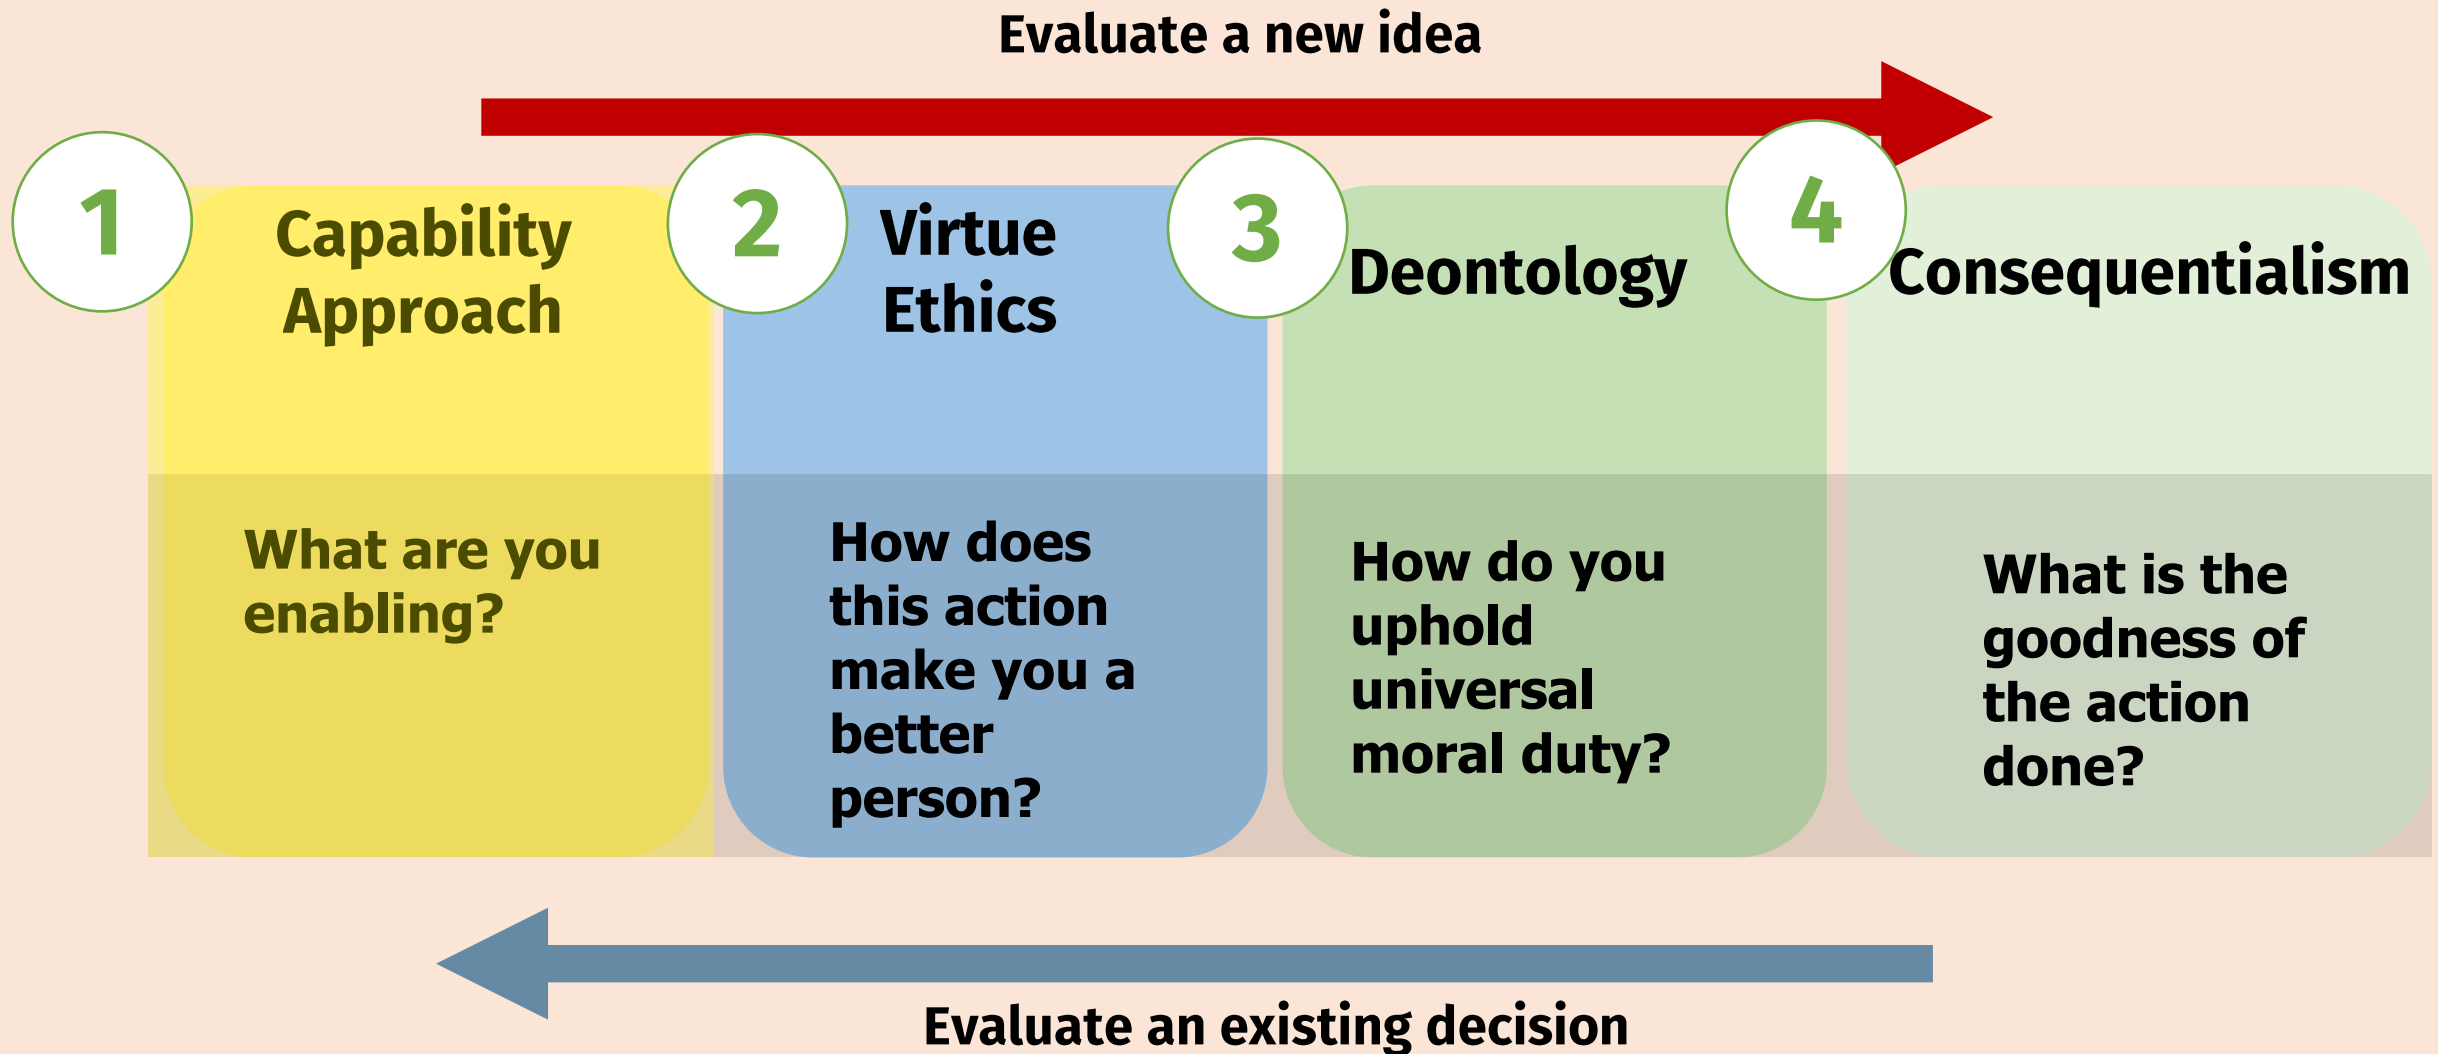 Evaluate a new idea
1
Capability
Approach
What are you
enabling?
2
Virtue
Ethics
How does
this action
make you a
better
person?
3
Deontology
How do you
uphold
universal
moral duty?
4
Consequentialism
What is the
goodness of
the action
done?
Evaluate an existing decision